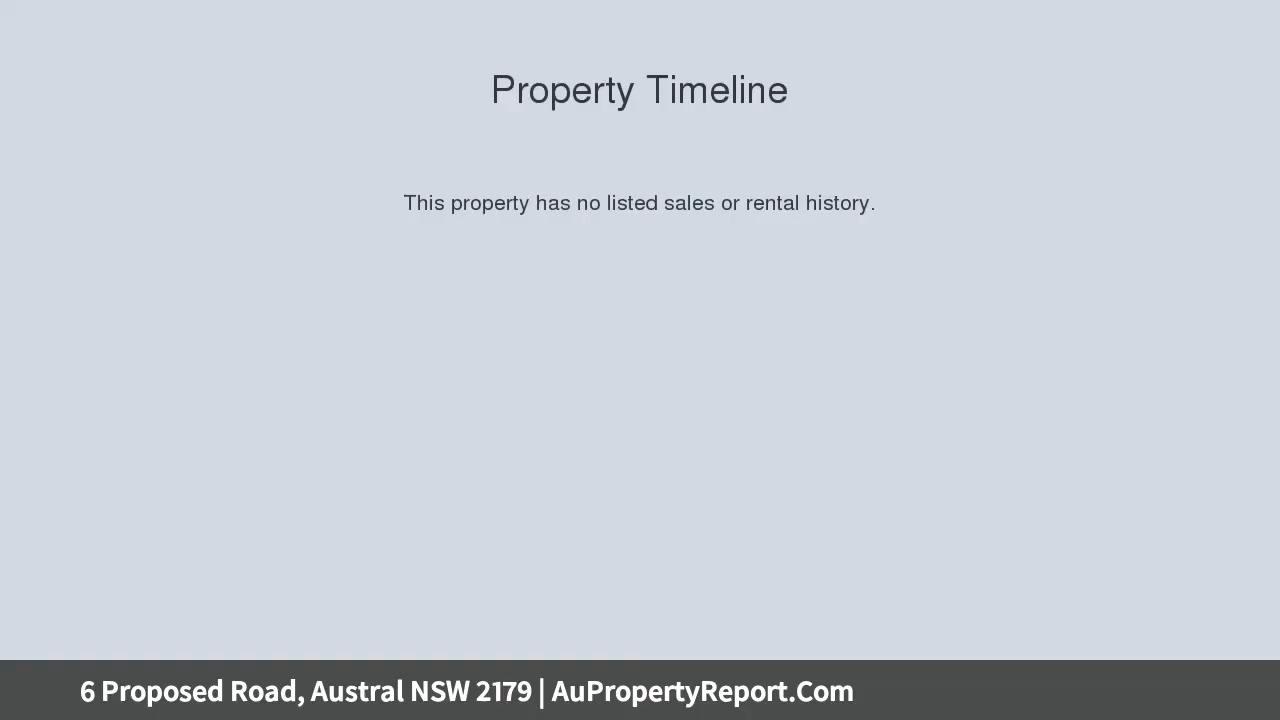 Property Timeline
This property has no listed sales or rental history.
6 Proposed Road, Austral NSW 2179 | AuPropertyReport.Com